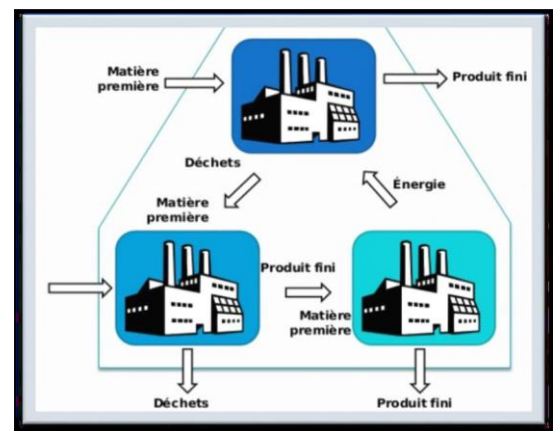 Matière
première
Produit fini
Déchets
Énergie
Matière
première
Produit fini
Matière
première
Déchets
Produit fini